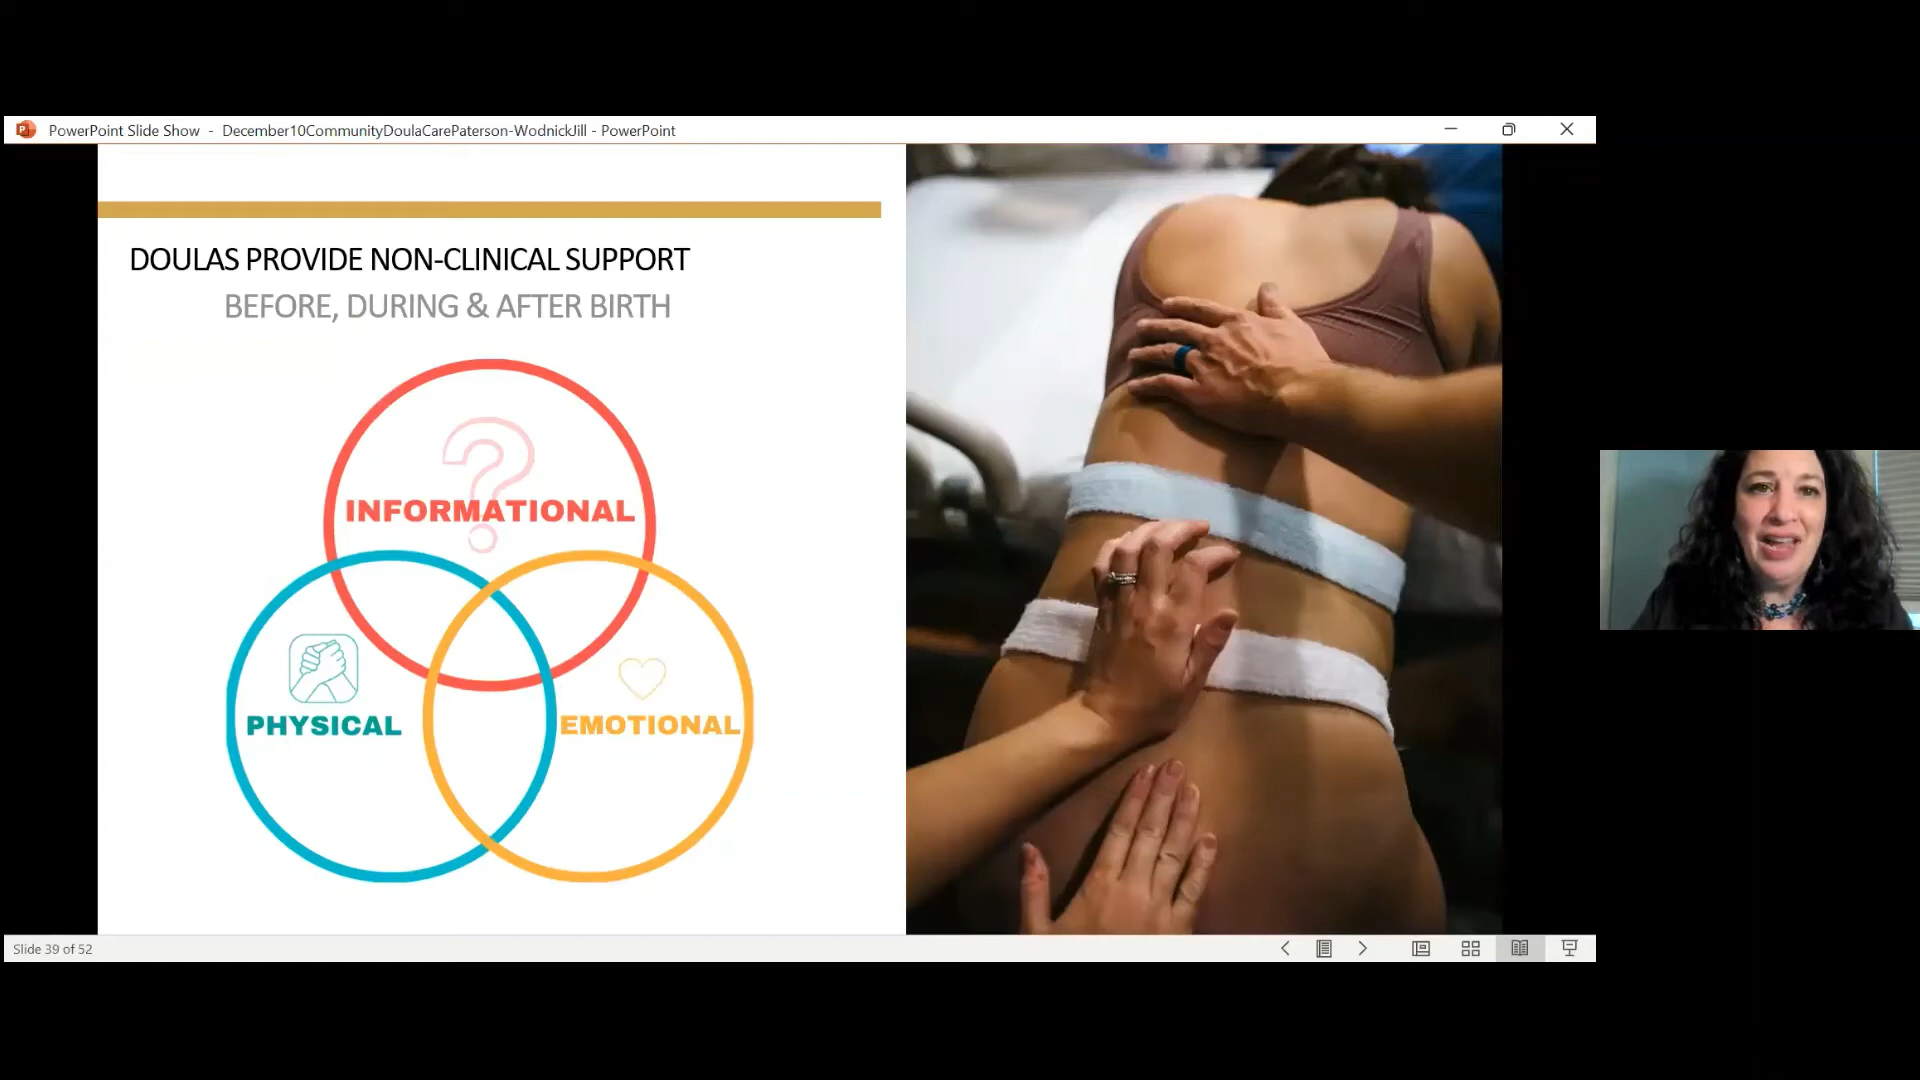 PowerPoint Slide Show - December10CommunityDoulaCarePaterson-WodnickJill - PowerPoint
DOULAS PROVIDE NON-CLINICAL SUPPORT
BEFORE, DURING & AFTER BIRTH
?
INFORMATIONAL
PHYSICAL
EMOTIONAL
Slide 39 of 52